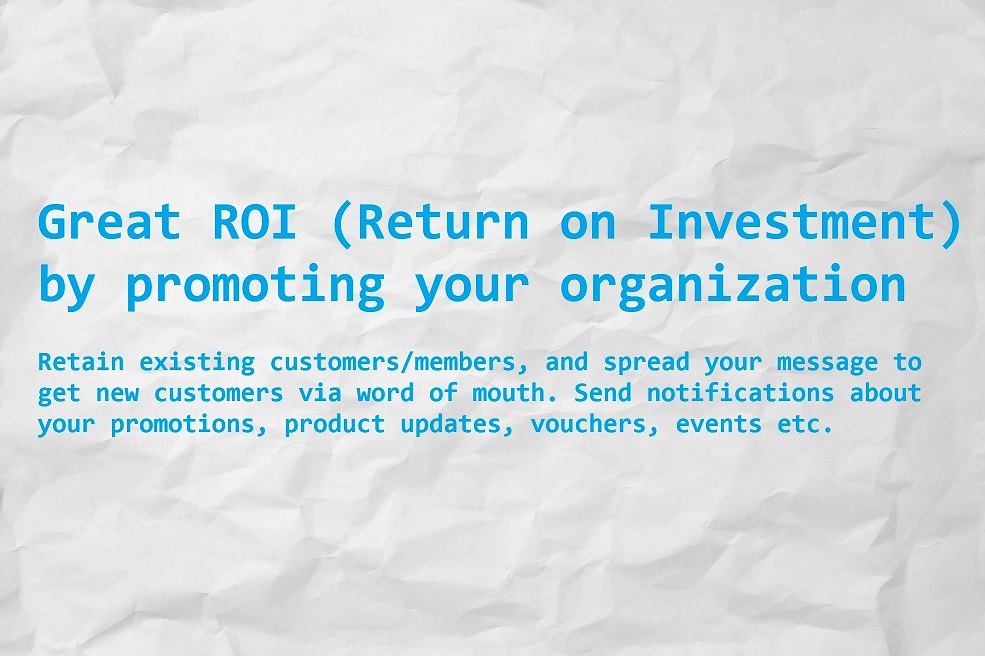 Great ROI (Return on Investment)
by promoting your organization
Retain existing customers/members, and spread your message to
get new customers via word of mouth. Send notifications about
your promotions, product updates, vouchers, events etc.